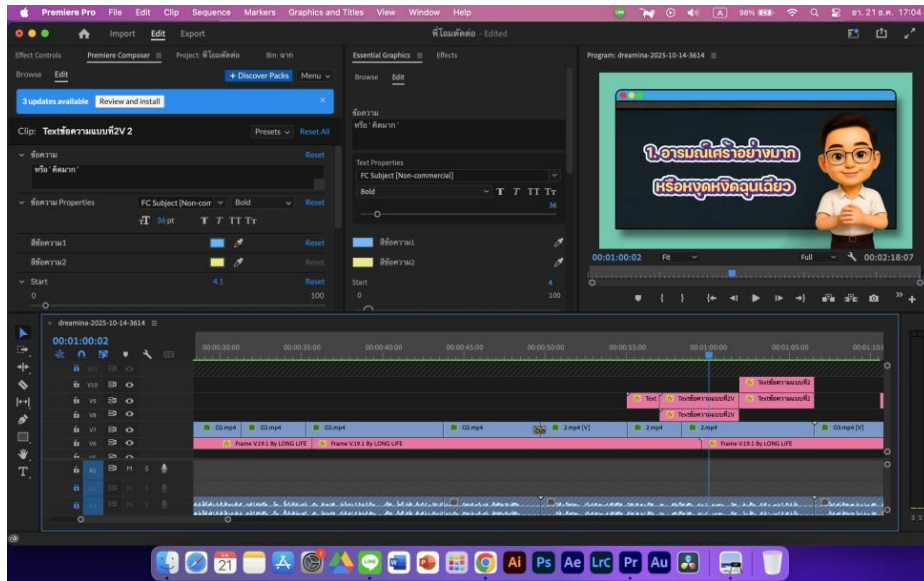 Premiere Pro File Edit Clip Sequence Markers Graphics and Titles View Window Help
A 98% อา. 21 ธ.ค. 17:04
Import Edit Export
พี่โอมตัดต่อ - Edited
Effect Controls Premiere Composer Project: พี่โอมตัดต่อ Bin: ฉาก
Essential Graphics Effects
Program: dreamina-2025-10-14-3614
Browse Edit
+ Discover Packs Menu
Browse Edit
3 updates available Review and install
Clip: Textข้อความแบบที่2V 2
Presets Reset All
ข้อความ
Reset
หรือ ' คิดมาก '
ข้อความ Properties
FC Subject [Non-com Bold Reset
36 pt T T TT Tт
สีข้อความ1 Reset
สีข้อความ2 Reset
Start 4.1 Reset
0 100
ข้อความ
หรือ ' คิดมาก '
Text Properties
FC Subject [Non-commercial]
Bold T T TT Tт
36
สีข้อความ1
สีข้อความ2
Start 4
0 100
1. อารมณ์เศร้าอย่างมาก
หรือหงุดหงิดฉุนเฉียว
00:01:00:02 Fit Full 00:02:18:07
dreamina-2025-10-14-3614
00:01:00:02
00:00:30:00 00:00:35:00 00:00:40:00 00:00:45:00 00:00:50:00 00:00:55:00 00:01:00:00 00:01:05:00
V11
V10 Textข้อความแบบที่2
V9 Text Textข้อความแบบที่2V Textข้อความแบบที่2
V8 Textข้อความแบบที่2V
V7 02.mp4 02.mp4 02.mp4 02.mp4 2.mp4 [V] 2.mp4 2.mp4 03.mp4 [V]
V6 Frame V.19.1 By LONG LIFE Frame V.19.1 By LONG LIFE Frame V.19.1 By LONG LIFE
A1 M S
M S
M S
S S
21 Ai Ps Ae LrC Pr Au